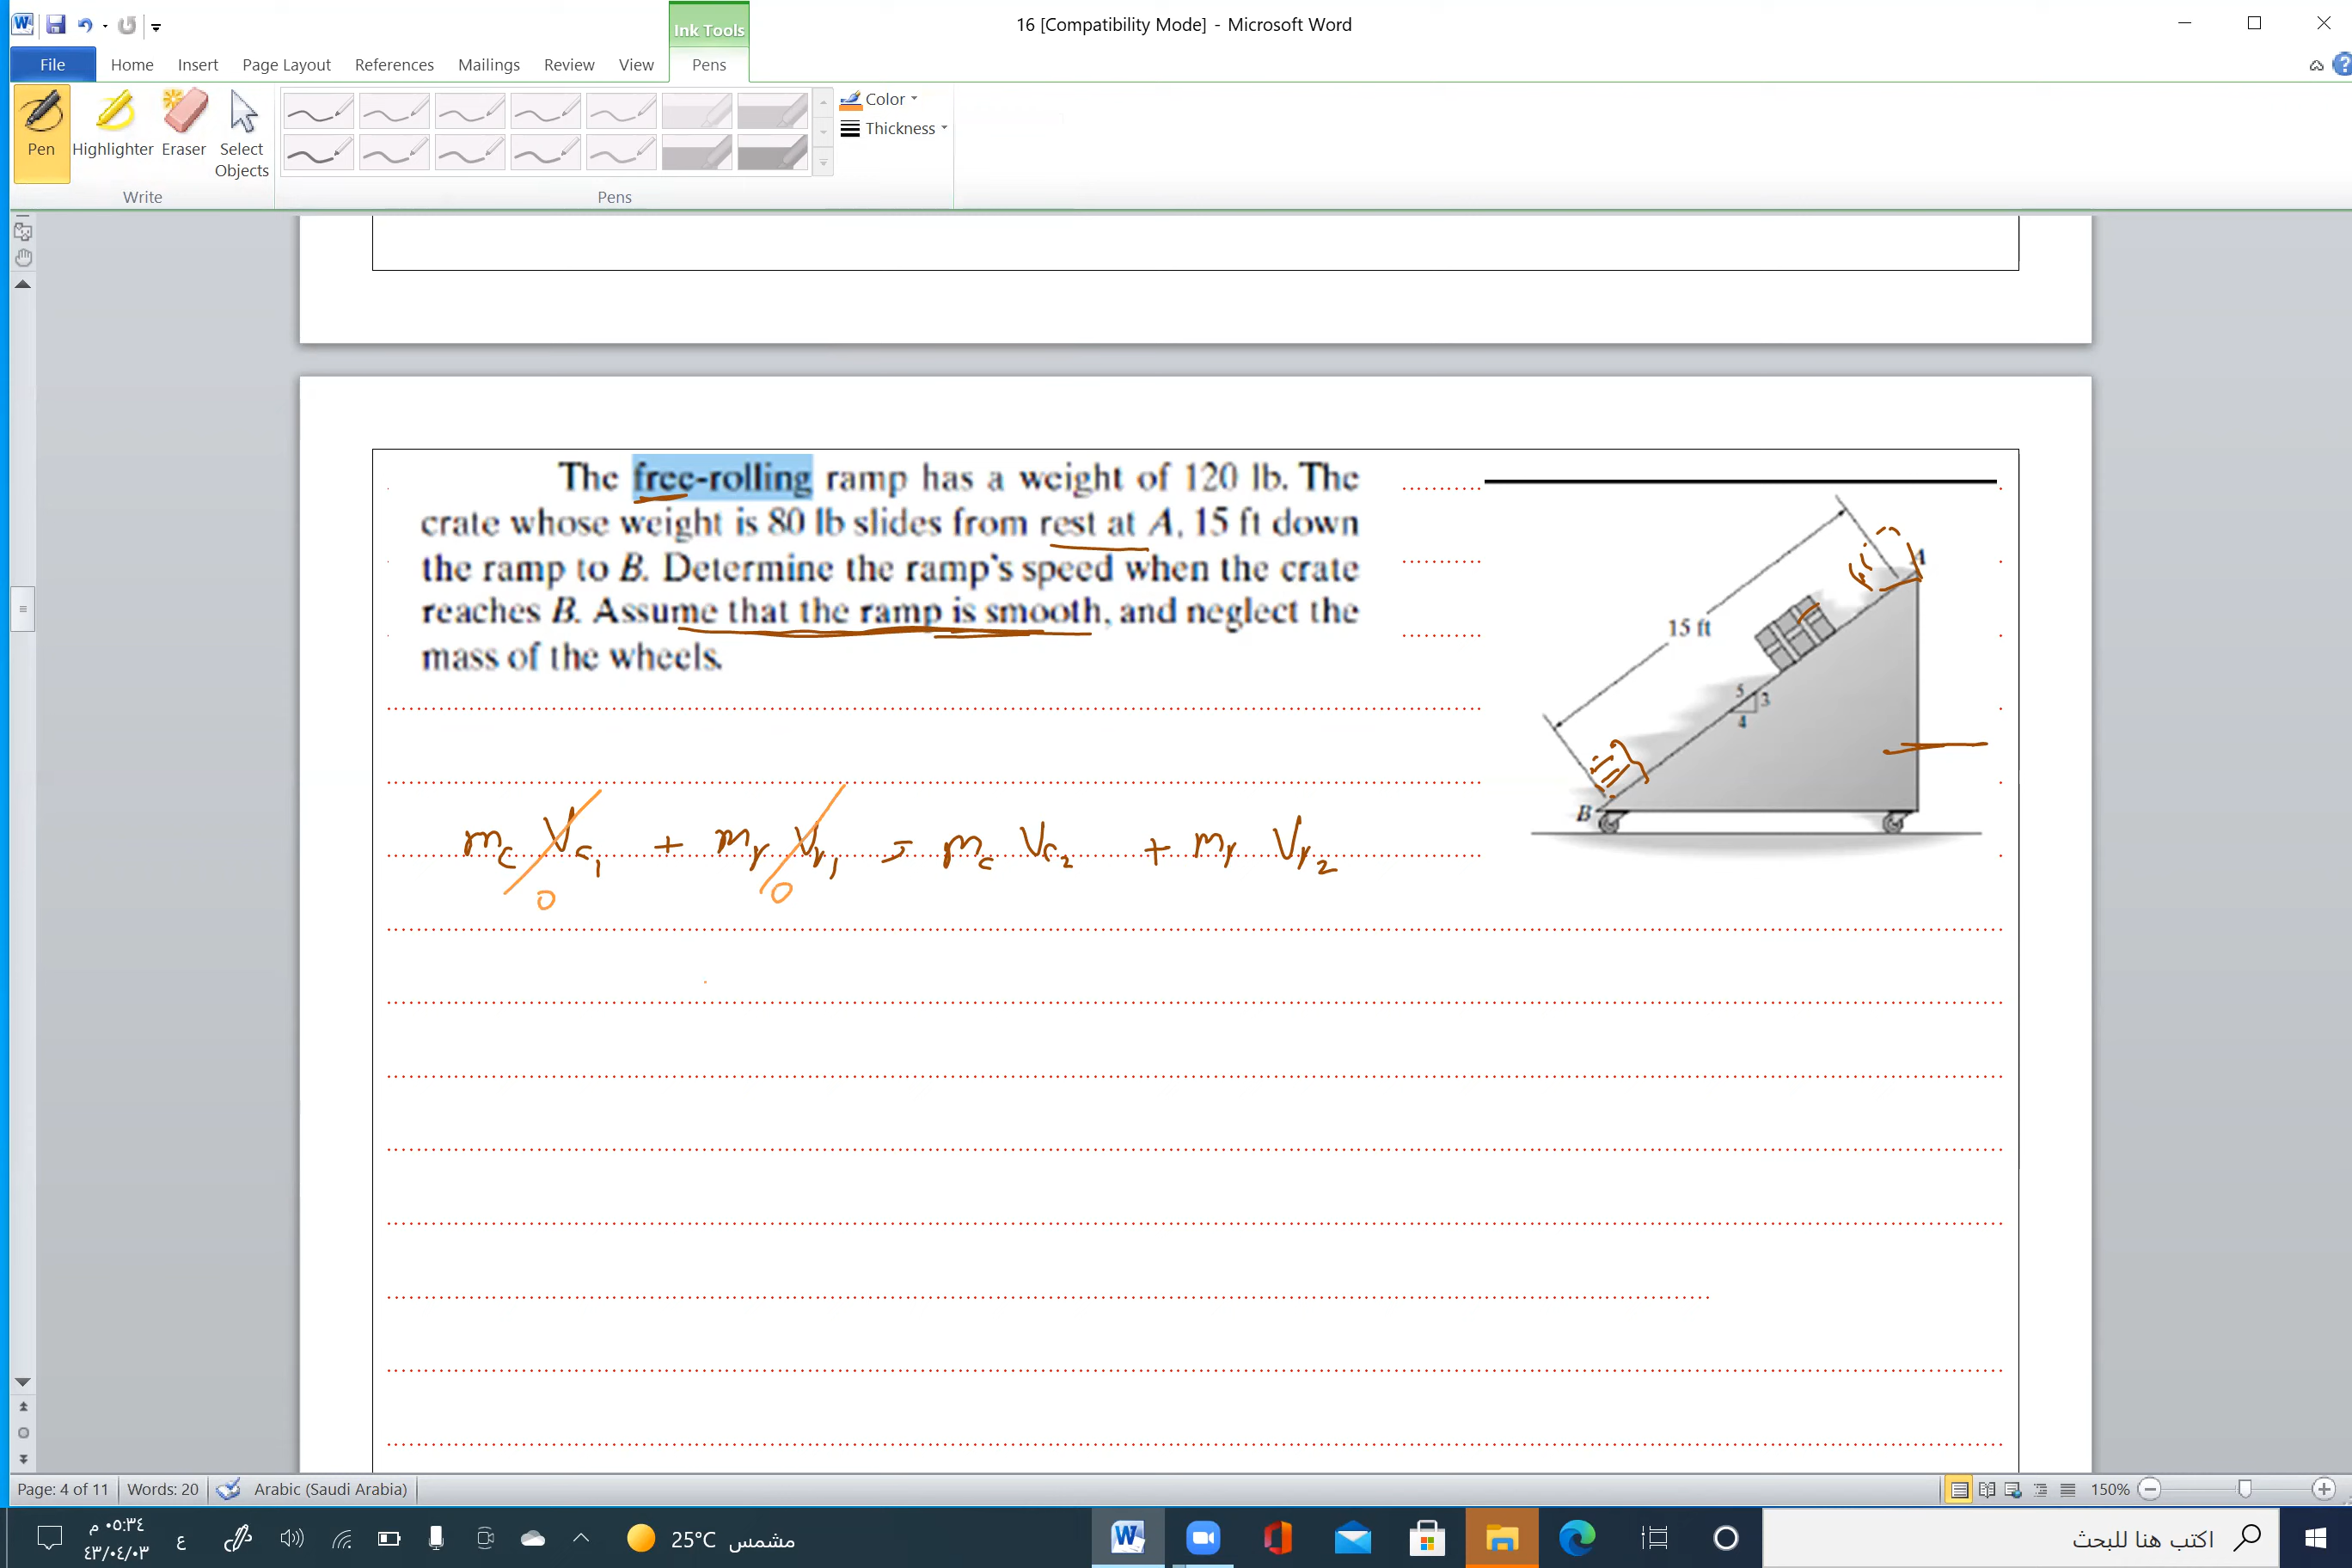 16 [Compatibility Mode] - Microsoft Word
Ink Tools
File Home Insert Page Layout References Mailings Review View Pens
Pen Highlighter Eraser Select Objects
Color
Thickness
Write
Pens
The free-rolling ramp has a weight of 120 lb. The
crate whose weight is 80 lb slides from rest at A, 15 ft down
the ramp to B. Determine the ramp's speed when the crate
reaches B. Assume that the ramp is smooth, and neglect the
mass of the wheels.
A
15 ft
5 3
4
B
m_c V_c1 + m_r V_r1 = m_c V_c2 + m_r V_r2
0 0
Page: 4 of 11 Words: 20 Arabic (Saudi Arabia) 150%
٠٥:٣٤ م
٤٣/٠٤/٠٣
ع
25°C مشمس
اكتب هنا للبحث